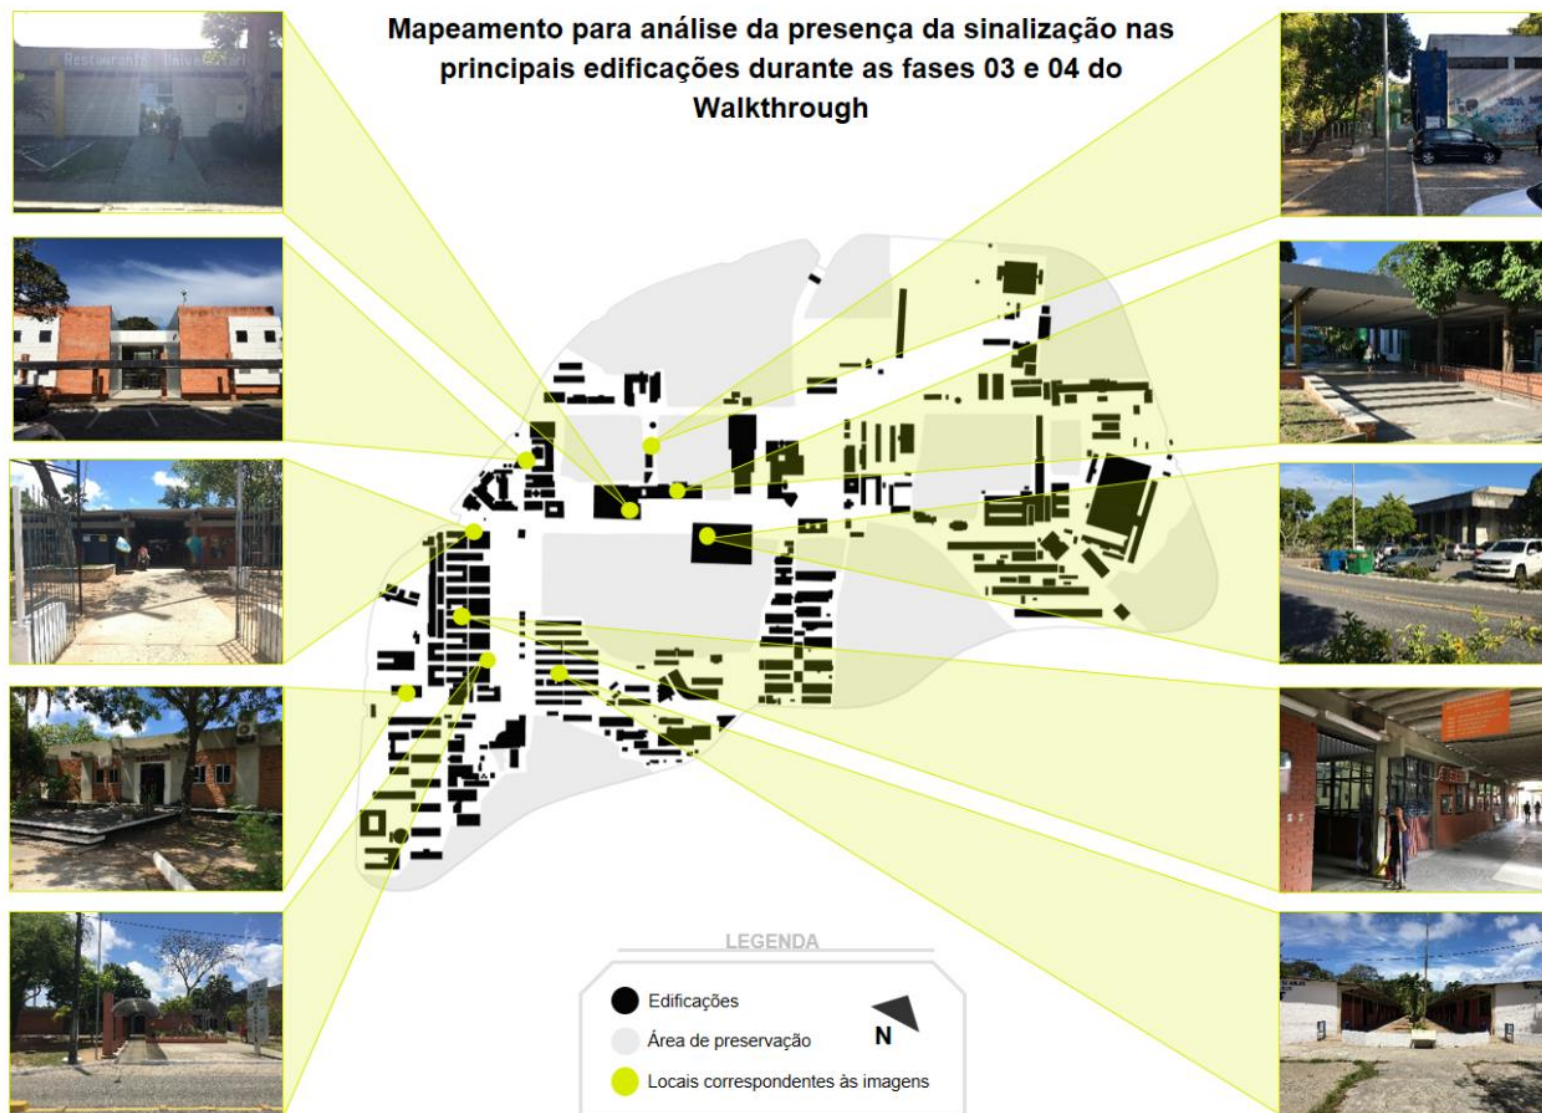 Mapeamento para análise da presença da sinalização nas
principais edificações durante as fases 03 e 04 do
Walkthrough
Restaurante Universitári
LEGENDA
Edificações
Área de preservação
N
Locais correspondentes às imagens